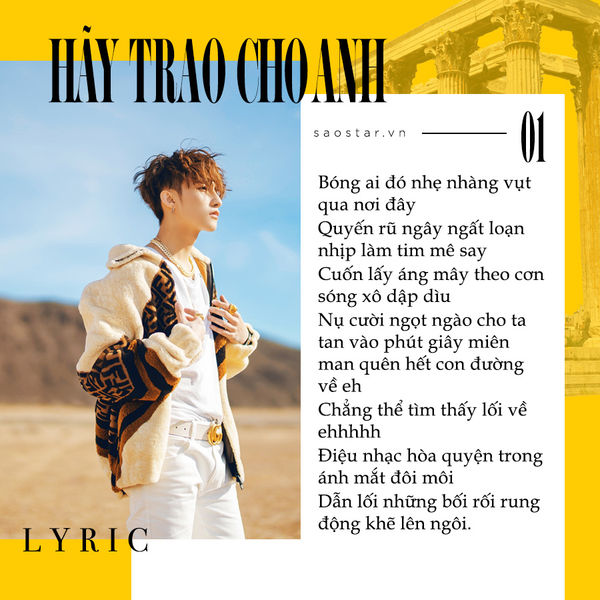 HÃY TRAO CHO ANH
saostar.vn
01
Bóng ai đó nhẹ nhàng vụt
qua nơi đây
Quyến rũ ngây ngất loạn
nhịp làm tim mê say
Cuốn lấy áng mây theo cơn
sóng xô dập dìu
Nụ cười ngọt ngào cho ta
tan vào phút giây miên
man quên hết con đường
về eh
Chẳng thể tìm thấy lối về
ehhhhh
Điệu nhạc hòa quyện trong
ánh mắt đôi môi
Dẫn lối những bối rối rung
động khẽ lên ngôi.
LYRIC